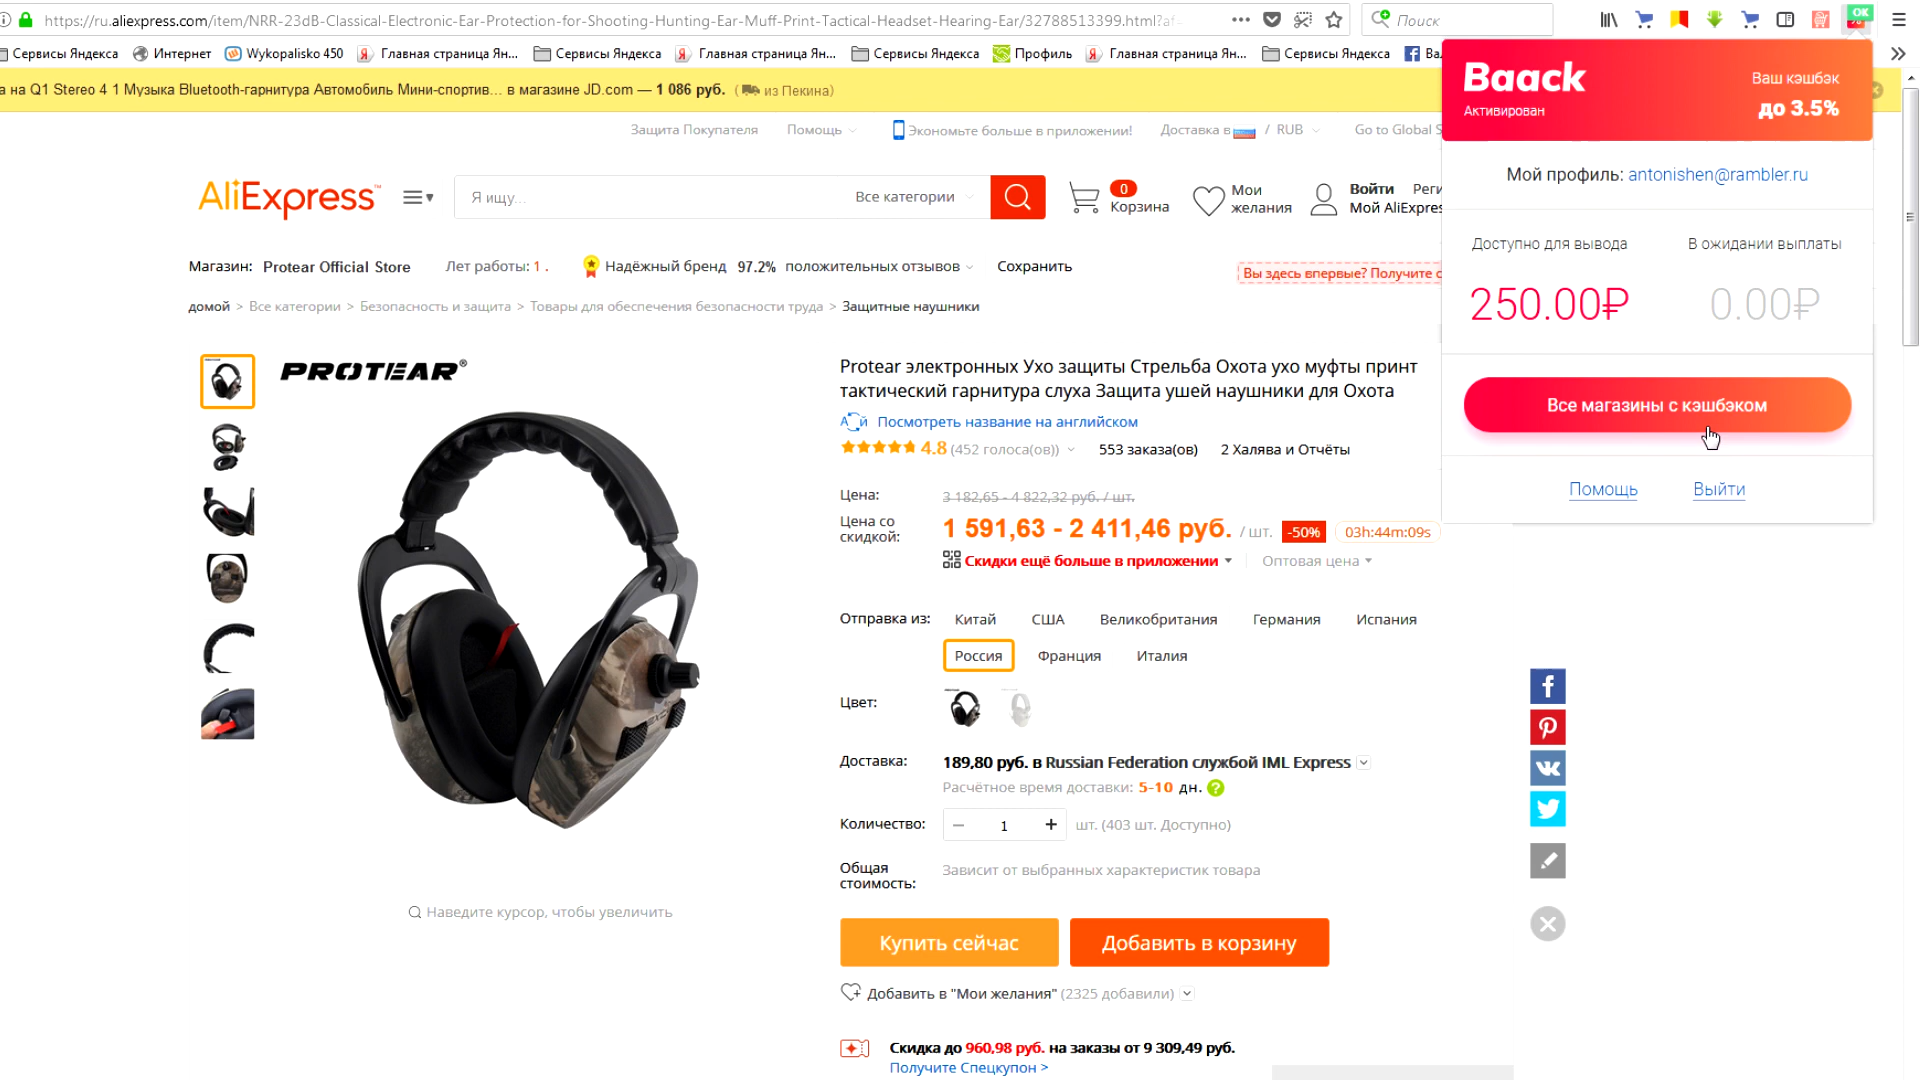 https://ru.aliexpress.com/item/NRR-23dB-Classical-Electronic-Ear-Protection-for-Shooting-Hunting-Ear-Muff-Print-Tactical-Headset-Hearing-Ear/32788513399.html?af-
Поиск
OK
Сервисы Яндекса Интернет Wykopalisko 450 Главная страница Ян... Сервисы Яндекса Главная страница Ян... Сервисы Яндекса Профиль Главная страница Ян... Сервисы Яндекса Ва
а на Q1 Stereo 4 1 Музыка Bluetooth-гарнитура Автомобиль Мини-спортив... в магазине JD.com — 1 086 руб. ( из Пекина)
Baack
Активирован
Ваш кэшбэк
до 3.5%
Мой профиль: antonishen@rambler.ru
Доступно для вывода
250.00₽
В ожидании выплаты
0.00₽
Все магазины с кэшбэком
Помощь Выйти
Защита Покупателя Помощь Экономьте больше в приложении! Доставка в / RUB Go to Global S
AliExpress™
Я ищу... Все категории
0
Корзина
Мои
желания
Войти Реги
Мой AliExpres
Магазин: Protear Official Store Лет работы: 1 . Надёжный бренд 97.2% положительных отзывов Сохранить
Вы здесь впервые? Получите с
домой > Все категории > Безопасность и защита > Товары для обеспечения безопасности труда > Защитные наушники
PROTEAR®
Protear электронных Ухо защиты Стрельба Охота ухо муфты принт
тактический гарнитура слуха Защита ушей наушники для Охота
Посмотреть название на английском
4.8 (452 голоса(ов)) 553 заказа(ов) 2 Халява и Отчёты
Цена: 3 182,65 - 4 822,32 руб. / шт.
Цена со
скидкой:
1 591,63 - 2 411,46 руб. / шт. -50% 03h:44m:09s
Скидки ещё больше в приложении Оптовая цена
Отправка из: Китай США Великобритания Германия Испания
Россия Франция Италия
Цвет:
Доставка: 189,80 руб. в Russian Federation службой IML Express
Расчётное время доставки: 5-10 дн. ?
Количество: − 1 + шт. (403 шт. Доступно)
Общая
стоимость:
Зависит от выбранных характеристик товара
Наведите курсор, чтобы увеличить
Купить сейчас Добавить в корзину
Добавить в "Мои желания" (2325 добавили)
Скидка до 960,98 руб. на заказы от 9 309,49 руб.
Получите Спецкупон >